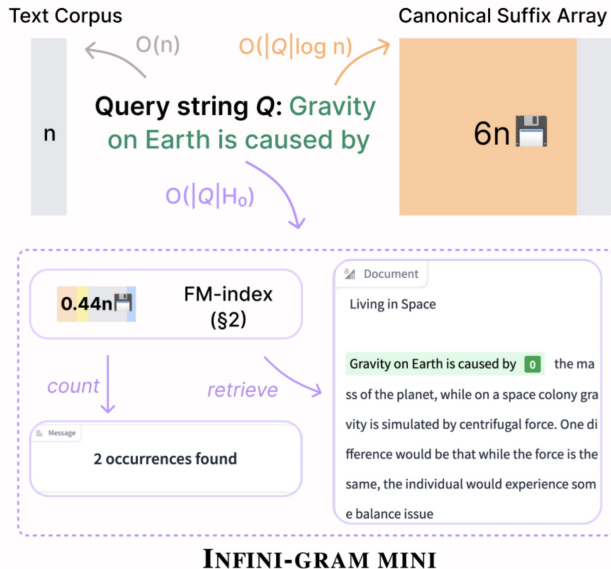 Text Corpus
Canonical Suffix Array
O(n)
O(|Q|log n)
n
Query string Q: Gravity
on Earth is caused by
6n💾
O(|Q|H₀)
0.44n💾
FM-index
(§2)
count
retrieve
Message
2 occurrences found
Document
Living in Space
Gravity on Earth is caused by 0 the ma
ss of the planet, while on a space colony gra
vity is simulated by centrifugal force. One di
fference would be that while the force is the
same, the individual would experience som
e balance issue
INFINI-GRAM MINI